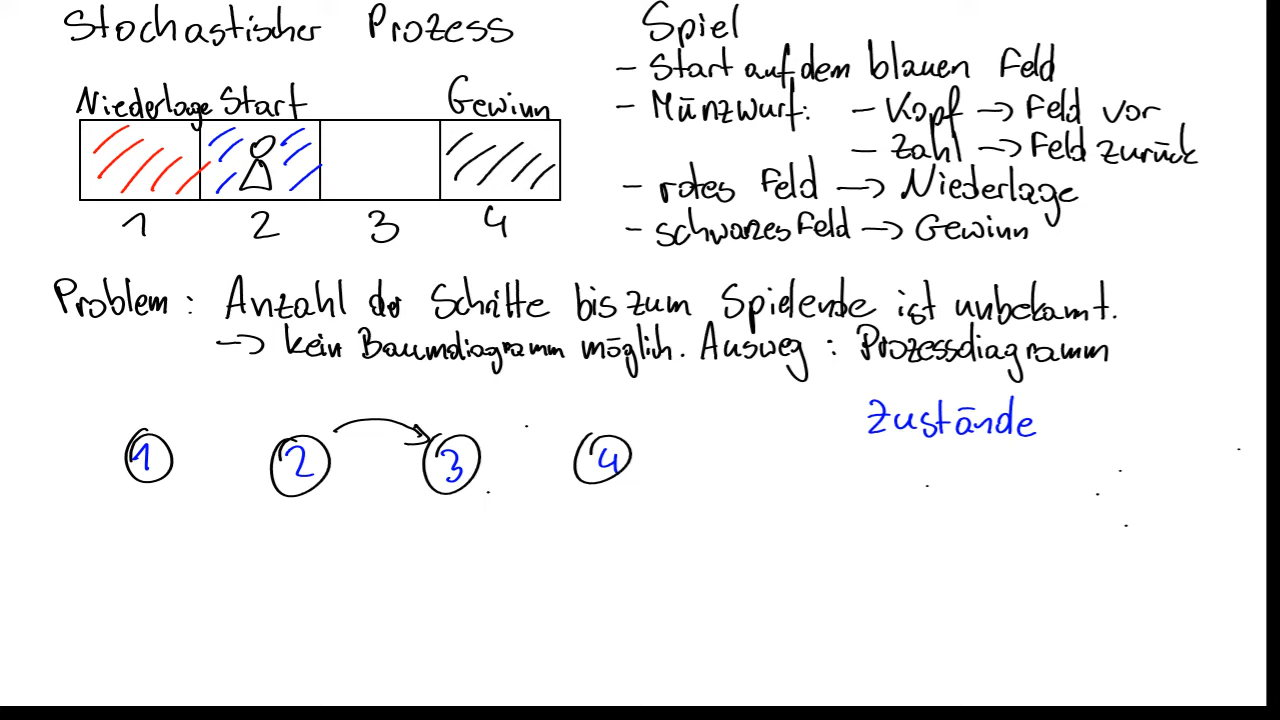 Stochastischer Prozess
Niederlage Start Gewinn
1 2 3 4
Spiel
- Start auf dem blauen Feld
- Münzwurf: - Kopf → Feld vor
- Zahl → Feld zurück
- rotes Feld → Niederlage
- schwarzes Feld → Gewinn
Problem: Anzahl der Schritte bis zum Spielende ist unbekamt.
→ kein Baumdiagramm möglich. Ausweg: Prozessdiagramm
Zustände
1 2 3 4